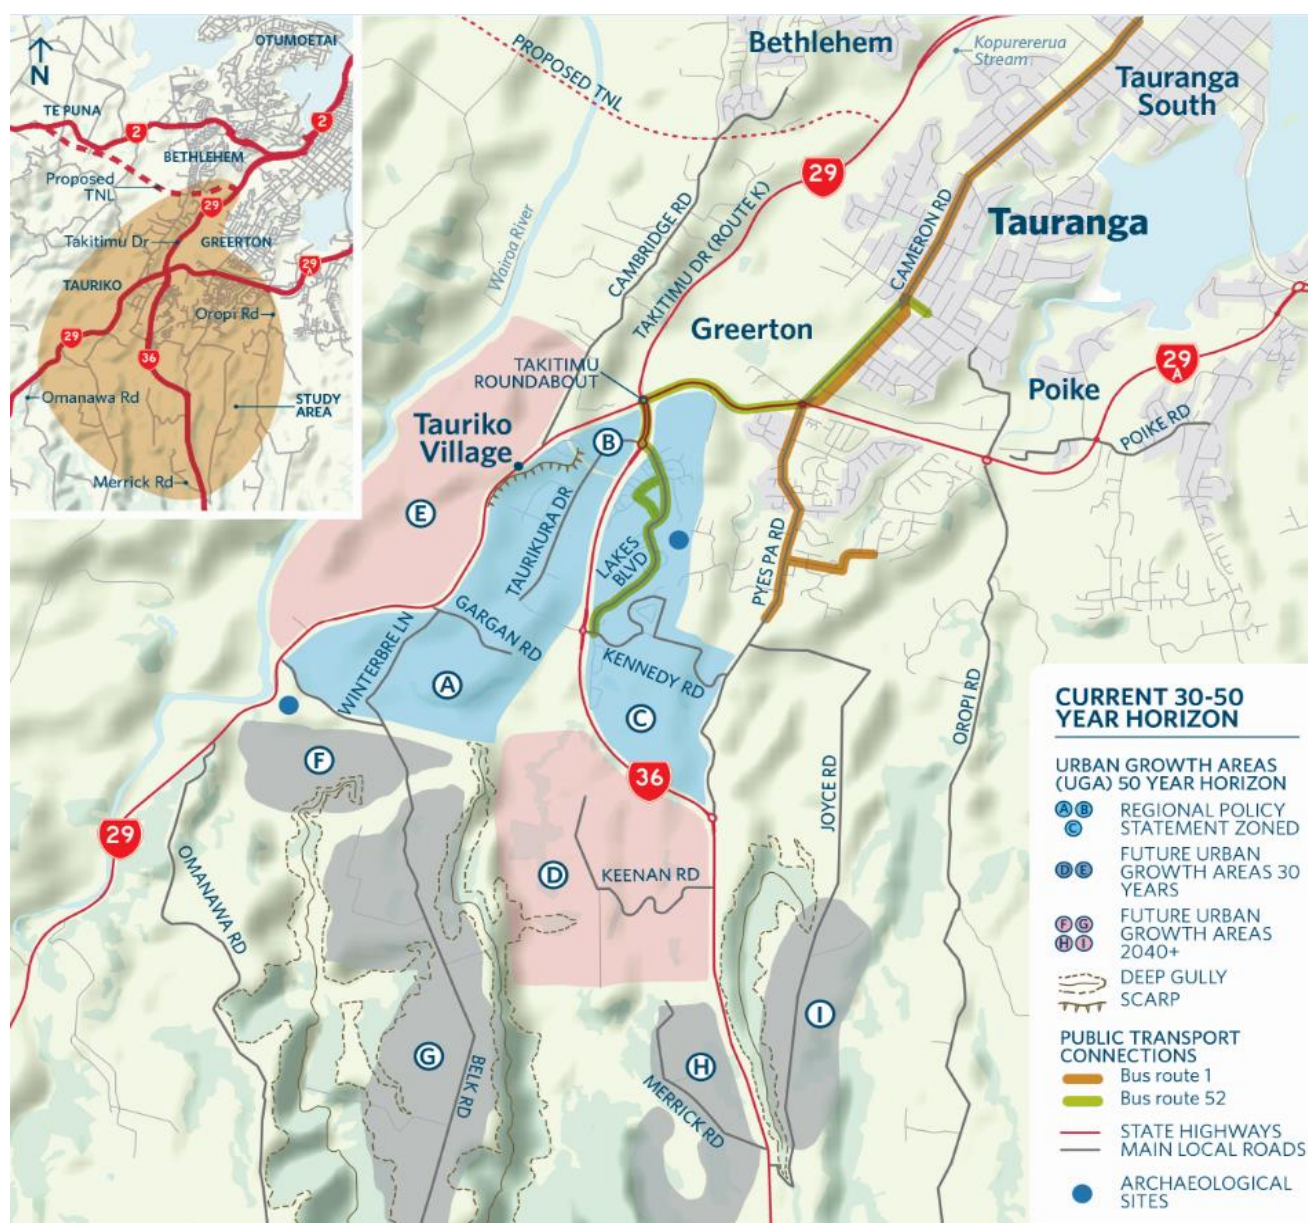 N
OTUMOETAI
TE PUNA
2
2
BETHLEHEM
Proposed
TNL
29
Takitimu Dr
GREERTON
29
A
TAURIKO
Oropi Rd
29
36
Omanawa Rd
STUDY
AREA
Merrick Rd
PROPOSED TNL
Bethlehem
Kopurererua
Stream
Tauranga
South
29
Wairoa River
CAMBRIDGE RD
TAKITIMU DR (ROUTE K)
CAMERON RD
Tauranga
Greerton
TAKITIMU
ROUNDABOUT
29
A
Poike
POIKE RD
Tauriko
Village
B
E
TAURIKURA DR
LAKES
BLVD
PYES PA RD
GARGAN RD
WINTERBRE LN
KENNEDY RD
A
C
OROPI RD
F
36
JOYCE RD
29
OMANAWA RD
D
KEENAN RD
I
G
BELK RD
H
MERRICK RD
CURRENT 30-50
YEAR HORIZON
URBAN GROWTH AREAS
(UGA) 50 YEAR HORIZON
A B
C
REGIONAL POLICY
STATEMENT ZONED
D E
FUTURE URBAN
GROWTH AREAS 30
YEARS
F G
H I
FUTURE URBAN
GROWTH AREAS
2040+
DEEP GULLY
SCARP
PUBLIC TRANSPORT
CONNECTIONS
Bus route 1
Bus route 52
STATE HIGHWAYS
MAIN LOCAL ROADS
ARCHAEOLOGICAL
SITES